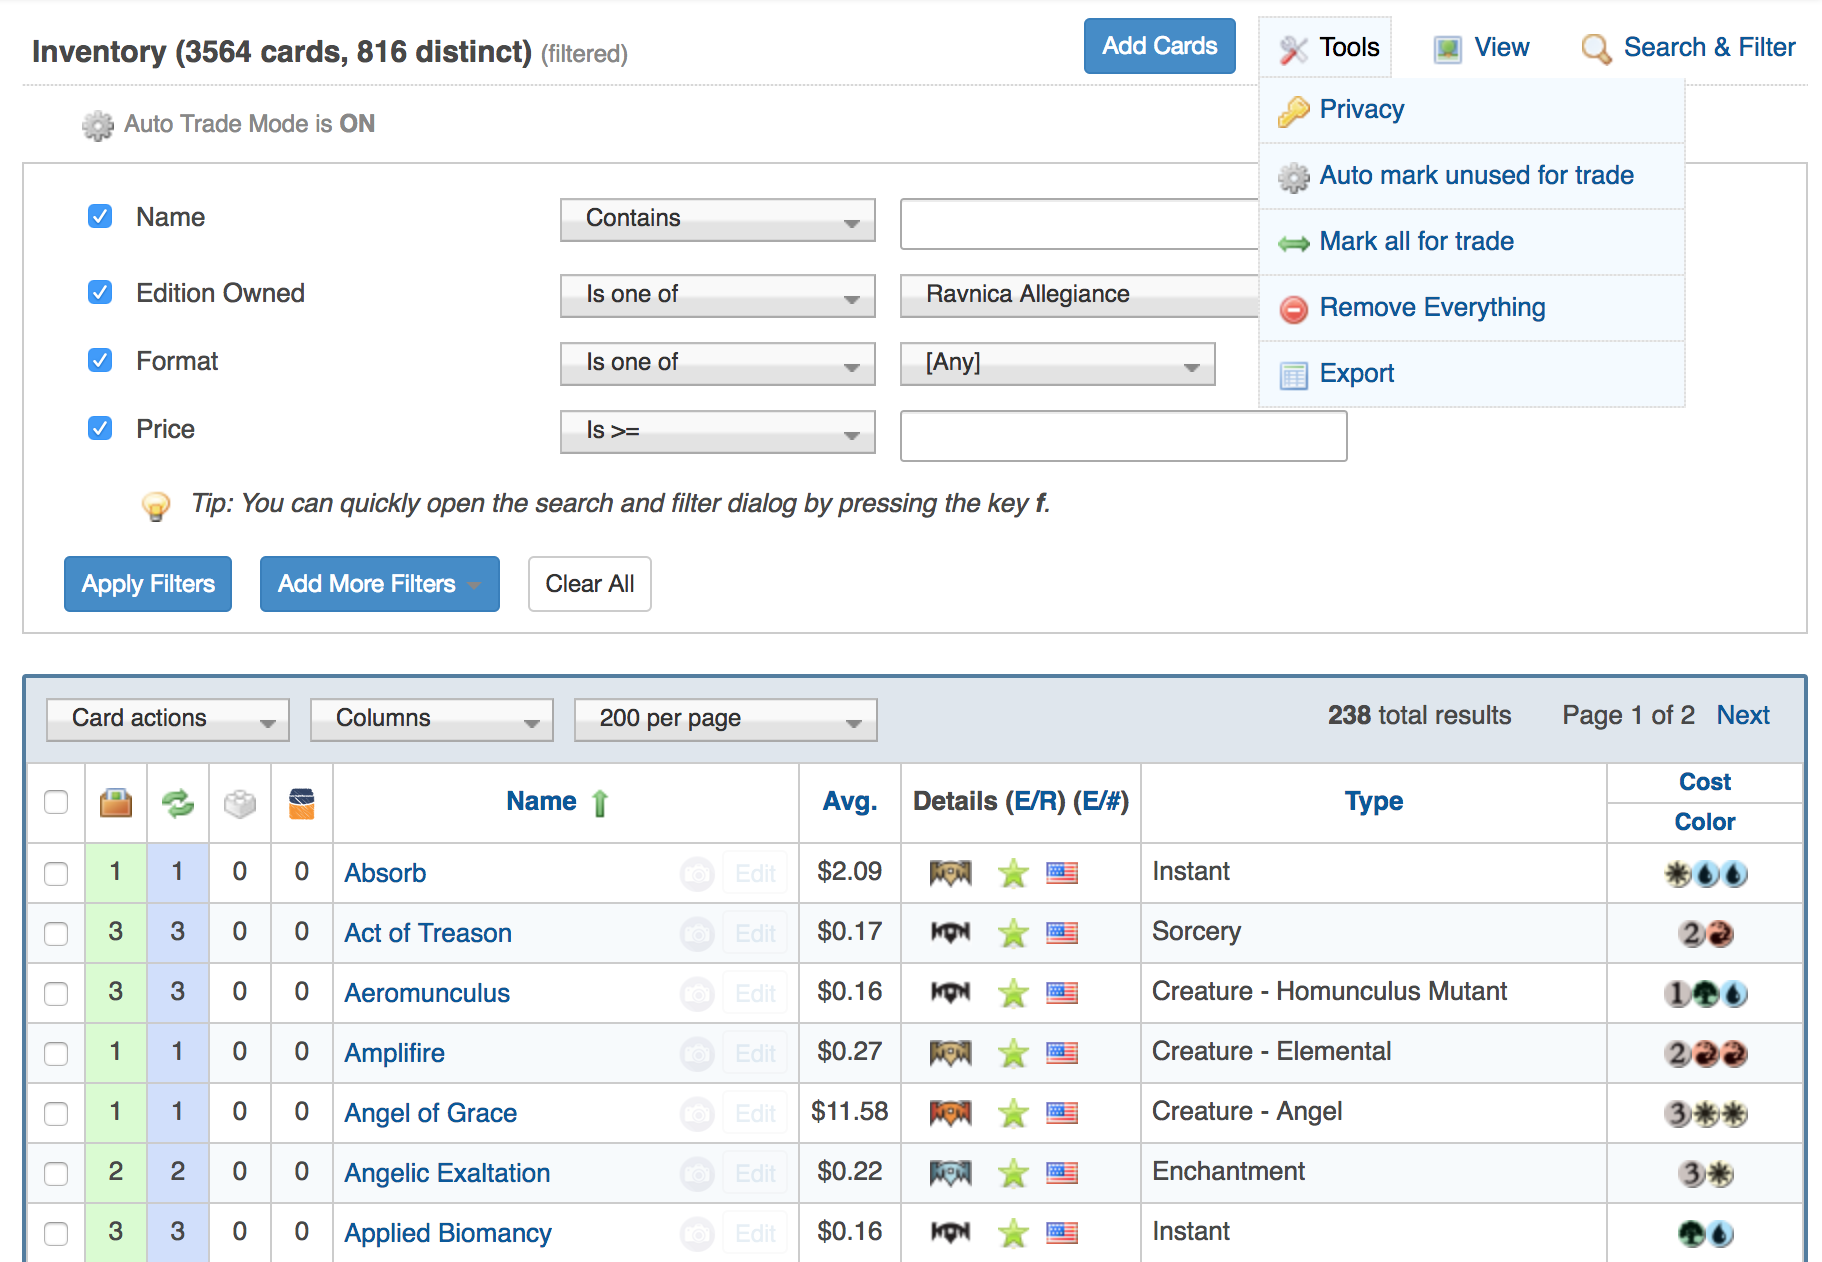 Inventory (3564 cards, 816 distinct) (filtered)
Add Cards
Tools
View
Search & Filter
Privacy
Auto mark unused for trade
Mark all for trade
Remove Everything
Export
Auto Trade Mode is ON
Name Contains
Edition Owned Is one of Ravnica Allegiance
Format Is one of [Any]
Price Is >=
Tip: You can quickly open the search and filter dialog by pressing the key f.
Apply Filters Add More Filters Clear All
Card actions Columns 200 per page 238 total results Page 1 of 2 Next
Name Avg. Details (E/R) (E/#) Type Cost
Color
1 1 0 0 Absorb Edit $2.09 Instant
3 3 0 0 Act of Treason Edit $0.17 Sorcery 2
3 3 0 0 Aeromunculus Edit $0.16 Creature - Homunculus Mutant 1
1 1 0 0 Amplifire Edit $0.27 Creature - Elemental 2
1 1 0 0 Angel of Grace Edit $11.58 Creature - Angel 3
2 2 0 0 Angelic Exaltation Edit $0.22 Enchantment 3
3 3 0 0 Applied Biomancy Edit $0.16 Instant